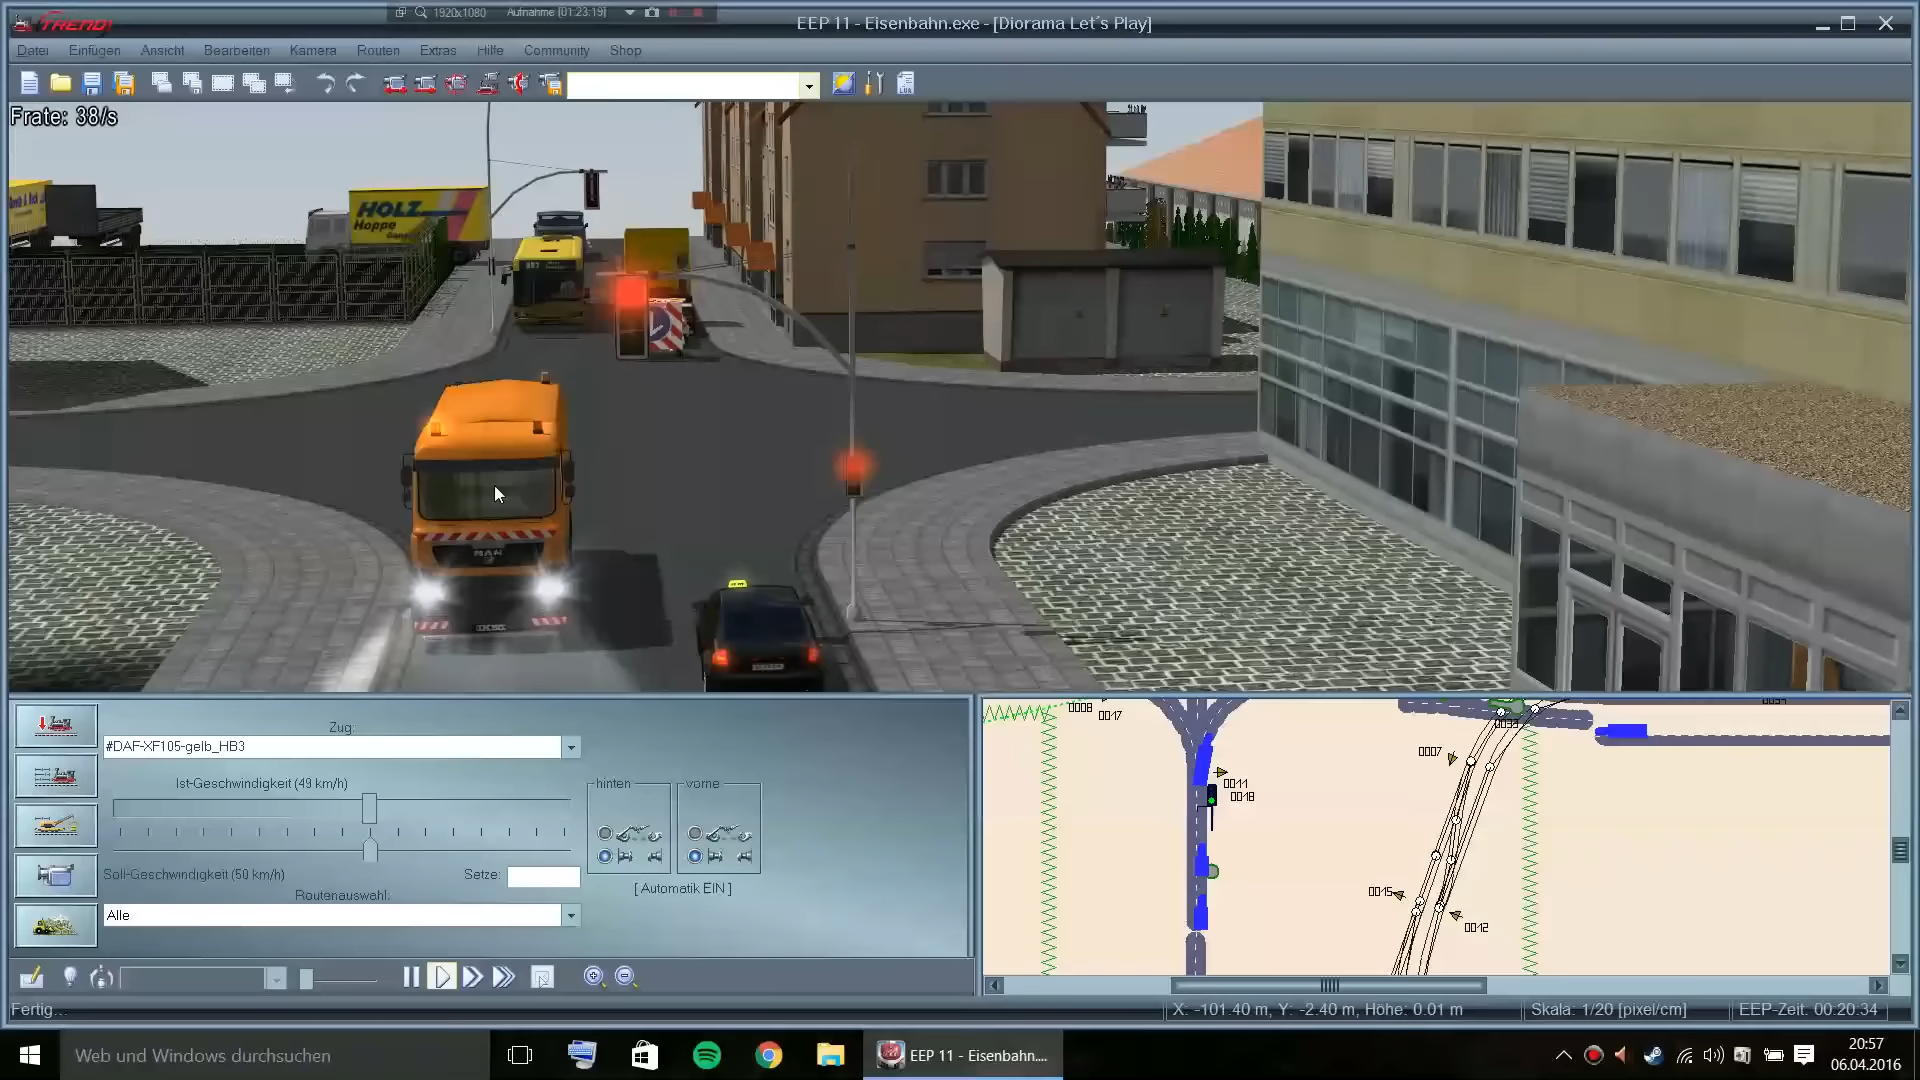 1920x1080 Aufnahme [01:23:19]
TREND
EEP 11 - Eisenbahn.exe - [Diorama Let´s Play]
Datei Einfügen Ansicht Bearbeiten Kamera Routen Extras Hilfe Community Shop
Frate: 38/s
HOLZ
Hoppe
MAN
Zug:
#DAF-XF105-gelb_HB3
Ist-Geschwindigkeit (49 km/h)
hinten vorne
Soll-Geschwindigkeit (50 km/h)
Setze:
[ Automatik EIN ]
Routenauswahl:
Alle
0008
0017
0011
0018
0033
0007
0015
0012
Fertig...
X: -101.40 m, Y: -2.40 m, Höhe: 0.01 m
Skala: 1/20 [pixel/cm]
EEP-Zeit: 00:20:34
Web und Windows durchsuchen
EEP 11 - Eisenbahn....
20:57
06.04.2016